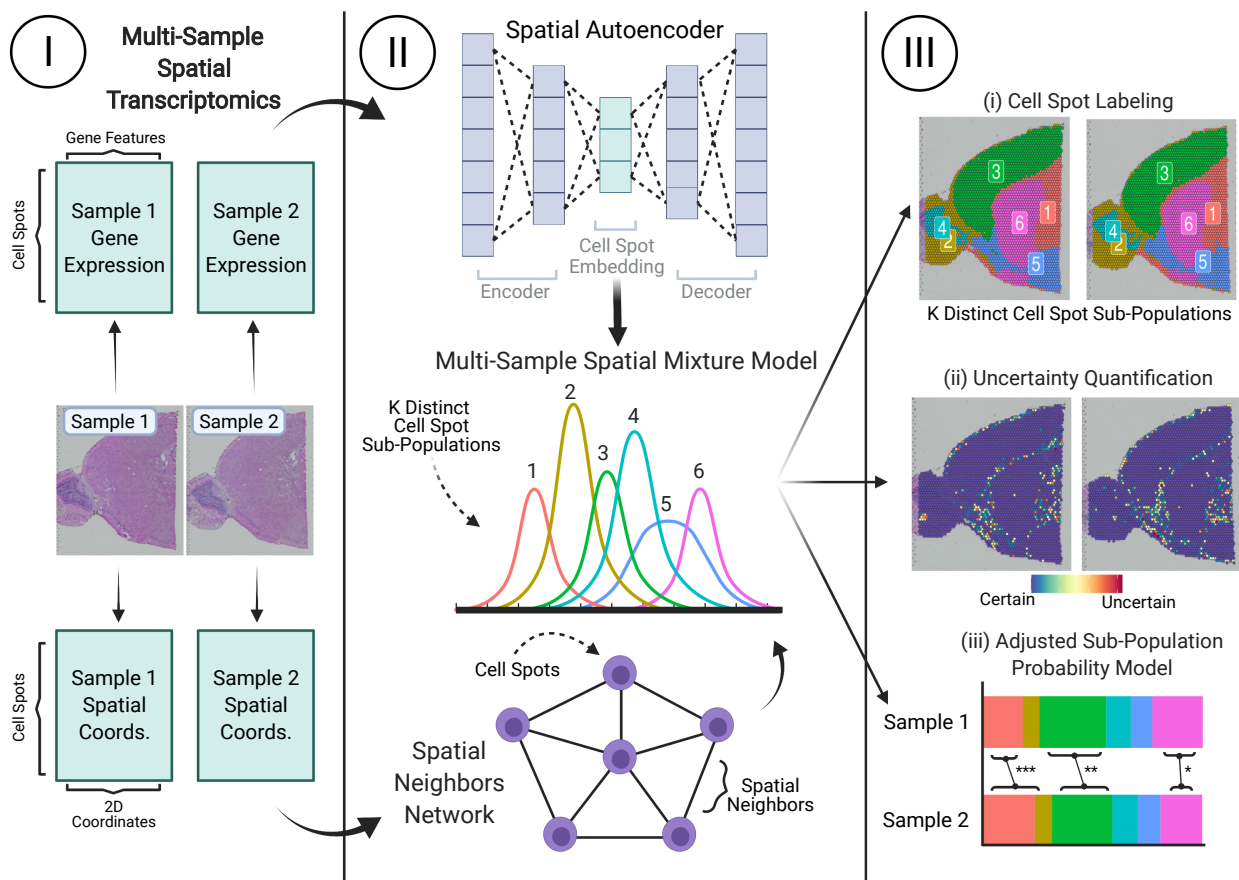 I
Multi-Sample
Spatial
Transcriptomics
Gene Features
Cell Spots
Sample 1
Gene
Expression
Sample 2
Gene
Expression
Sample 1
Sample 2
Cell Spots
Sample 1
Spatial
Coords.
Sample 2
Spatial
Coords.
2D
Coordinates
II
Spatial Autoencoder
Cell Spot
Embedding
Encoder
Decoder
Multi-Sample Spatial Mixture Model
K Distinct
Cell Spot
Sub-Populations
1
2
3
4
5
6
Cell Spots
Spatial
Neighbors
Network
Spatial
Neighbors
III
(i) Cell Spot Labeling
3
1
6
4
2
5
3
1
6
4
2
5
K Distinct Cell Spot Sub-Populations
(ii) Uncertainty Quantification
Certain
Uncertain
(iii) Adjusted Sub-Population
Probability Model
Sample 1
***
**
*
Sample 2